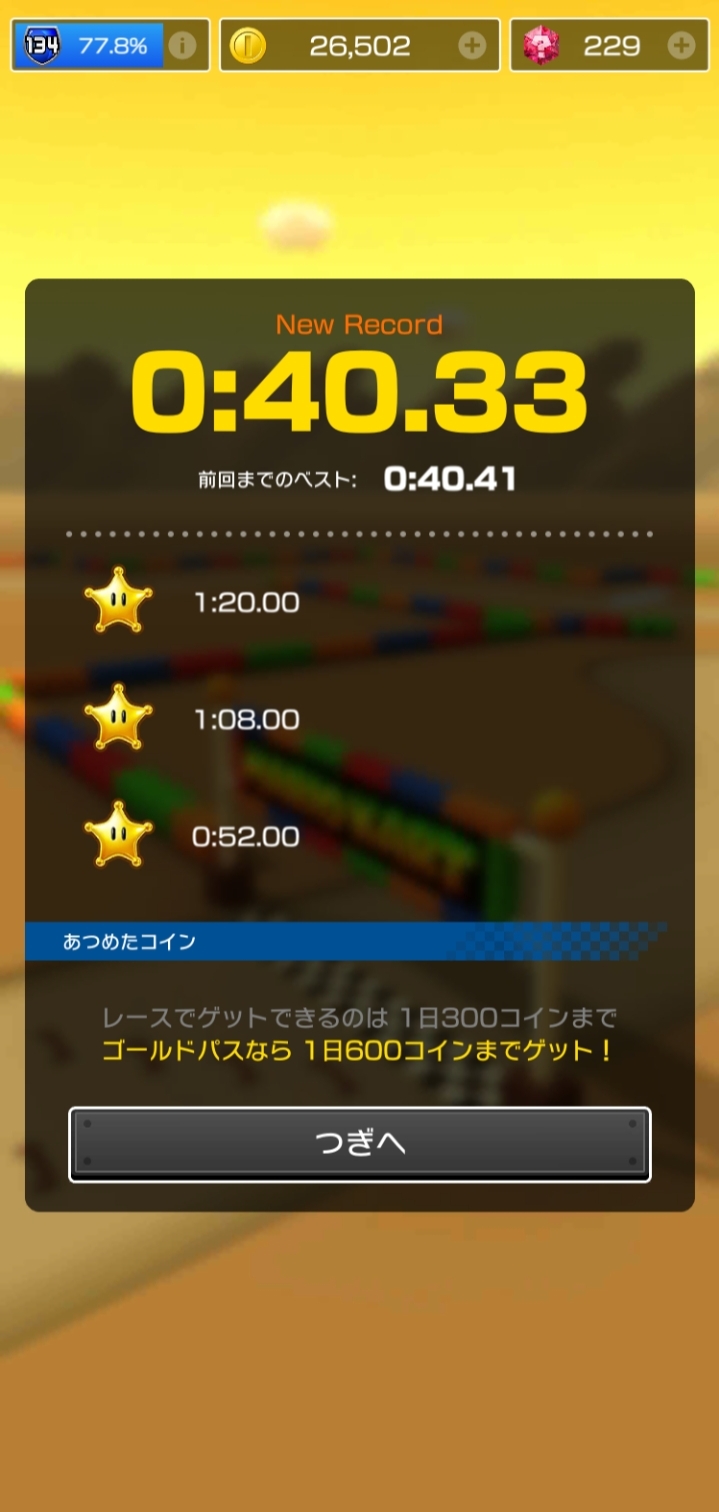 134 77.8% 26,502 229
New Record
0:40.33
前回までのベスト: 0:40.41
1:20.00
1:08.00
0:52.00
あつめたコイン
レースでゲットできるのは 1日300コインまで
ゴールドパスなら 1日600コインまでゲット！
つぎへ